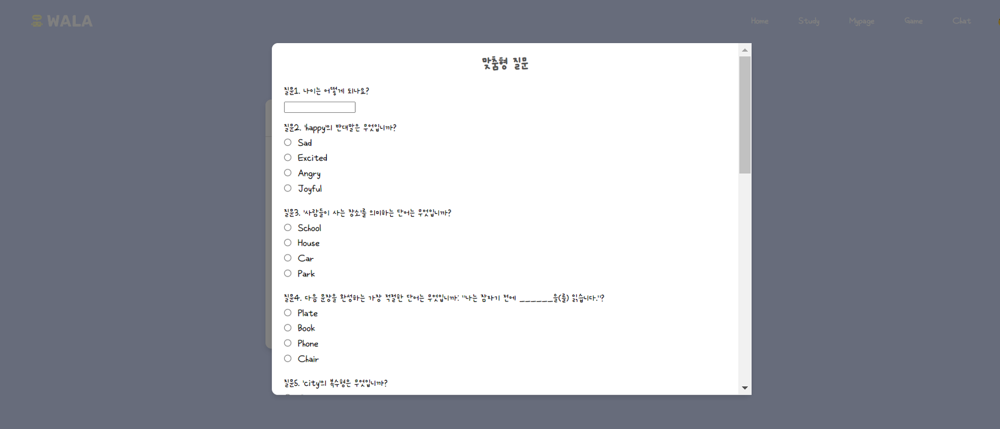 WALA
Home Study Mypage Game Chat
맞춤형 질문
질문1. 나이는 어떻게 되나요?
질문2. 'happy'의 반대말은 무엇입니까?
Sad
Excited
Angry
Joyful
질문3. '사람들이 사는 장소'를 의미하는 단어는 무엇입니까?
School
House
Car
Park
질문4. 다음 문장을 완성하는 가장 적절한 단어는 무엇입니까: "나는 잠자기 전에 ______을(를) 읽습니다."?
Plate
Book
Phone
Chair
질문5. 'city'의 복수형은 무엇입니까?